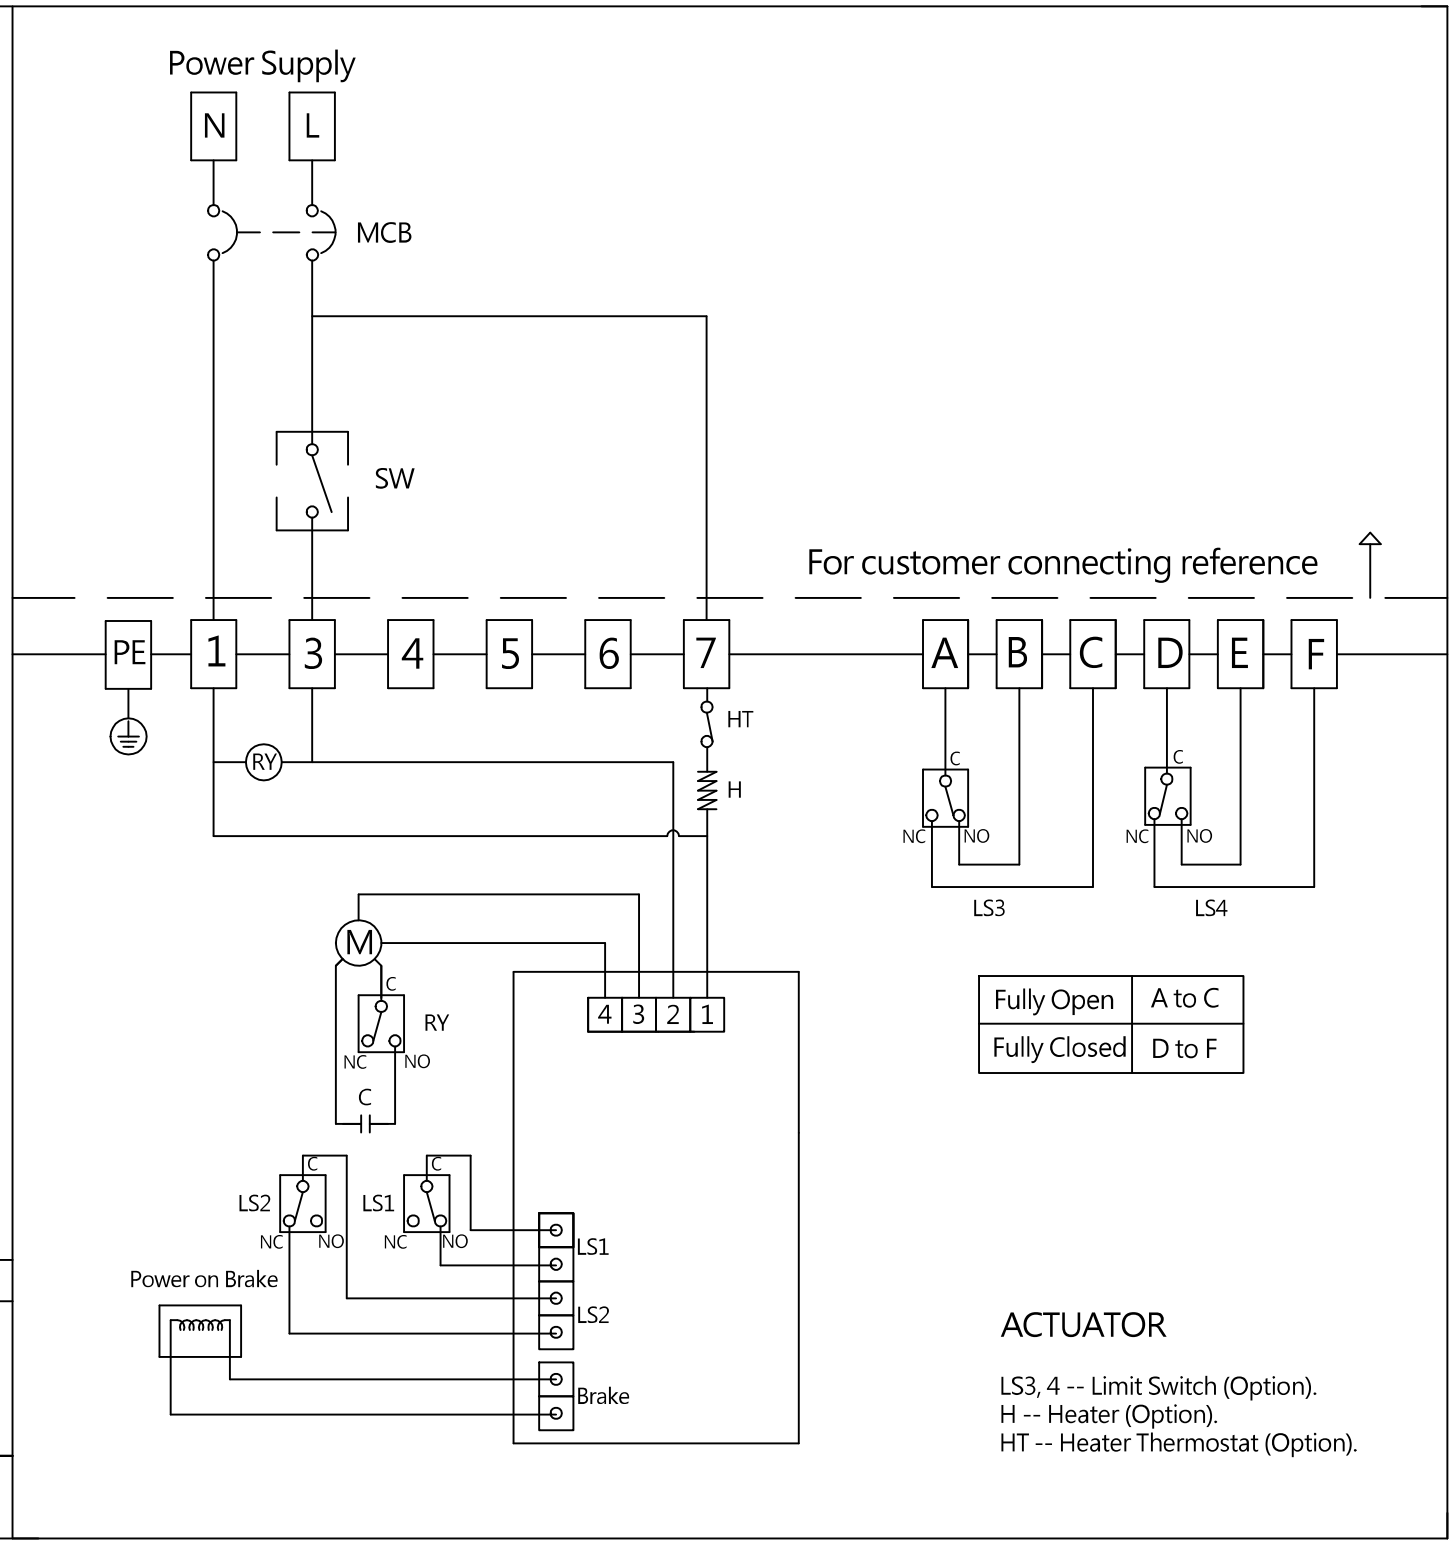 Power Supply
N L
MCB
SW
For customer connecting reference
PE 1 3 4 5 6 7 A B C D E F
HT
RY
H
C C
NC NO NC NO
LS3 LS4
M
C
RY
NC NO
C
4 3 2 1
Fully Open A to C
Fully Closed D to F
C C
LS2 LS1
NC NO NC NO
LS1
Power on Brake
LS2
Brake
ACTUATOR
LS3, 4 -- Limit Switch (Option).
H -- Heater (Option).
HT -- Heater Thermostat (Option).